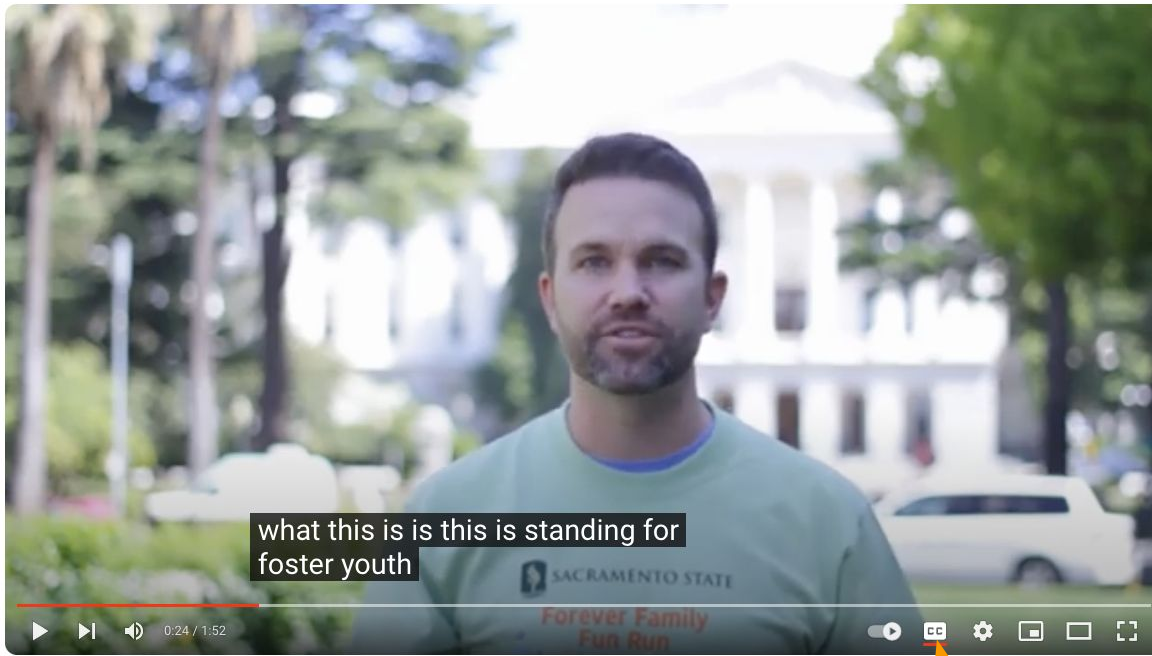 what this is is this is standing for
foster youth
SACRAMENTO STATE
Forever Family
Fun Run
0:24 / 1:52
CC